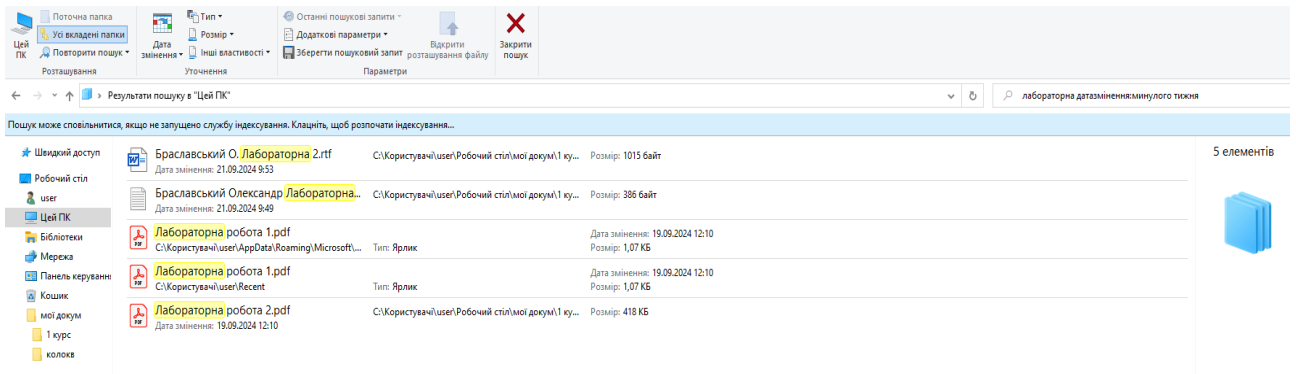 Поточна папка
Усі вкладені папки
Повторити пошук
Цей ПК
Розташування
Дата змінення
Тип
Розмір
Інші властивості
Уточнення
Останні пошукові запити
Додаткові параметри
Зберегти пошуковий запит
Відкрити розташування файлу
Параметри
Закрити пошук
Результати пошуку в "Цей ПК"
лабораторна датазмінення:минулого тижня
Пошук може сповільнитися, якщо не запущено службу індексування. Клацніть, щоб розпочати індексування...
Швидкий доступ
Робочий стіл
user
Цей ПК
Бібліотеки
Мережа
Панель керуванн
Кошик
мої докум
1 курс
колокв
Браславський О. Лабораторна 2.rtf C:\Користувачі\user\Робочий стіл\мої докум\1 ку... Розмір: 1015 байт
Дата змінення: 21.09.2024 9:53
Браславський Олександр Лабораторна... C:\Користувачі\user\Робочий стіл\мої докум\1 ку... Розмір: 386 байт
Дата змінення: 21.09.2024 9:49
Лабораторна робота 1.pdf Дата змінення: 19.09.2024 12:10
C:\Користувачі\user\AppData\Roaming\Microsoft\... Тип: Ярлик Розмір: 1,07 КБ
Лабораторна робота 1.pdf Дата змінення: 19.09.2024 12:10
C:\Користувачі\user\Recent Тип: Ярлик Розмір: 1,07 КБ
Лабораторна робота 2.pdf C:\Користувачі\user\Робочий стіл\мої докум\1 ку... Розмір: 418 КБ
Дата змінення: 19.09.2024 12:10
5 елементів